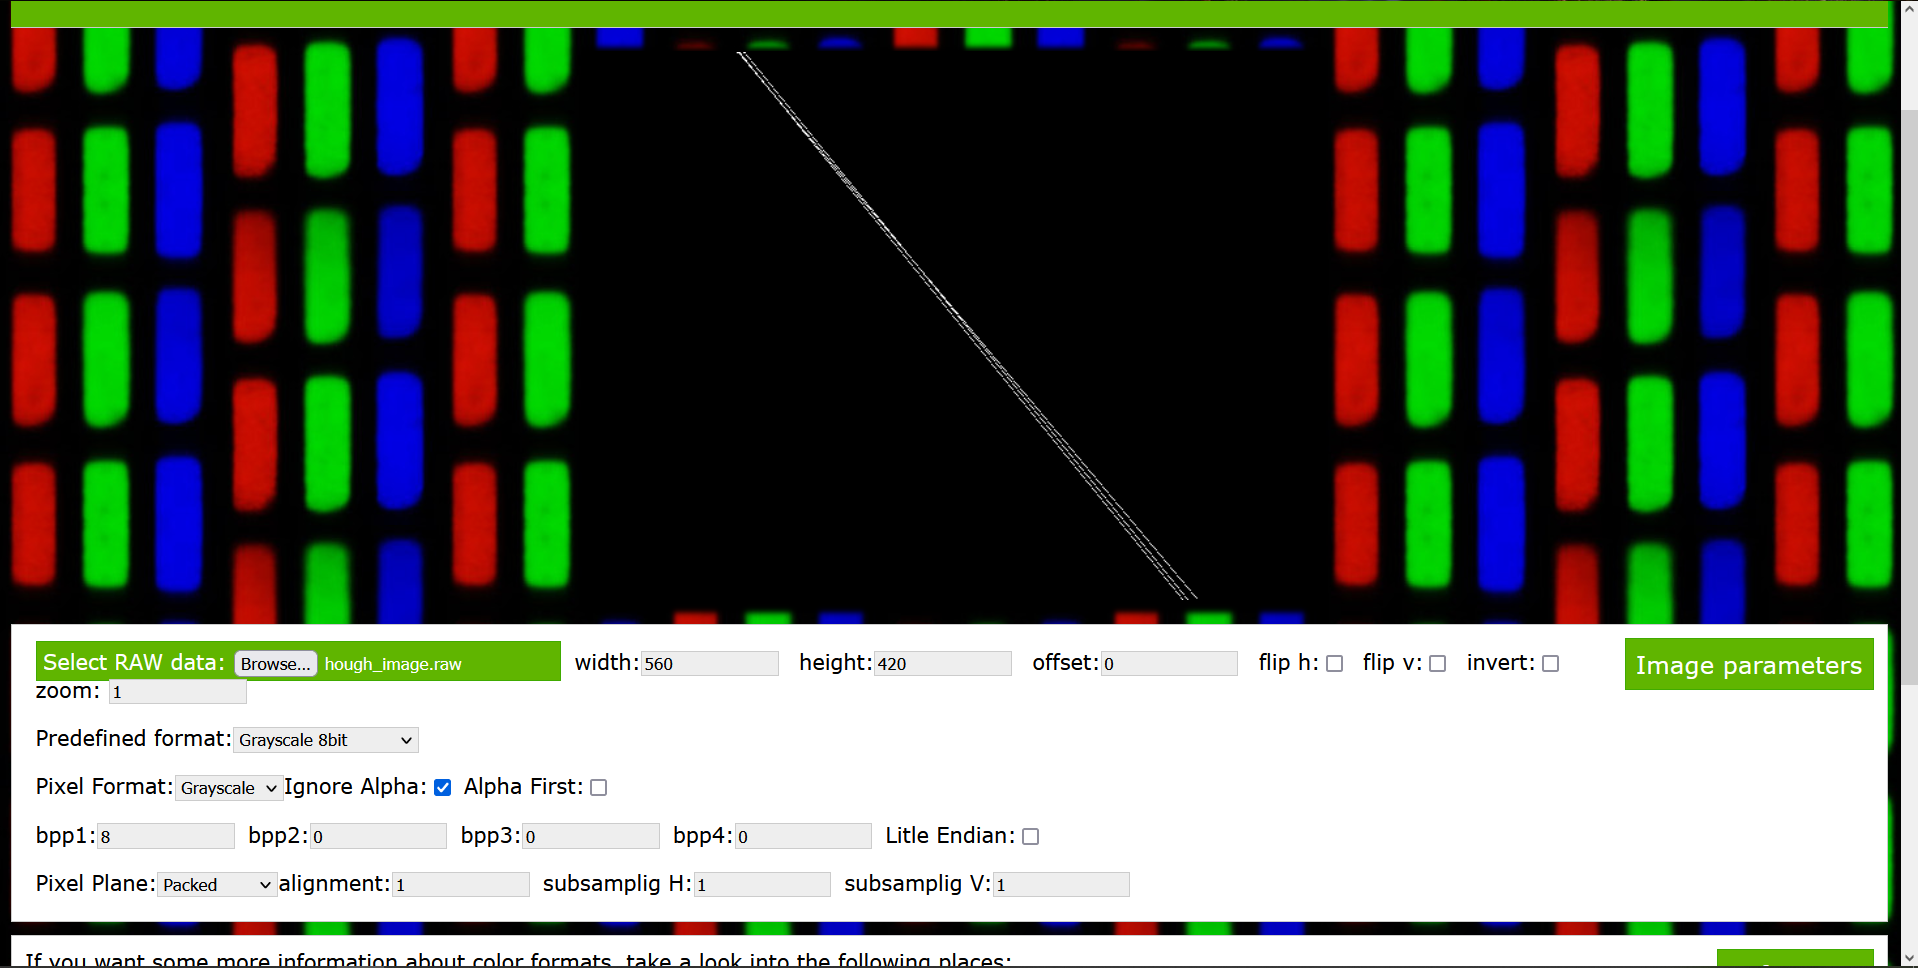 Select RAW data: Browse... hough_image.raw width: 560 height: 420 offset: 0 flip h: flip v: invert: Image parameters
zoom: 1
Predefined format: Grayscale 8bit
Pixel Format: Grayscale Ignore Alpha: Alpha First:
bpp1: 8 bpp2: 0 bpp3: 0 bpp4: 0 Litle Endian:
Pixel Plane: Packed alignment: 1 subsamplig H: 1 subsamplig V: 1
If you want some more information about color formats, take a look into the following places: